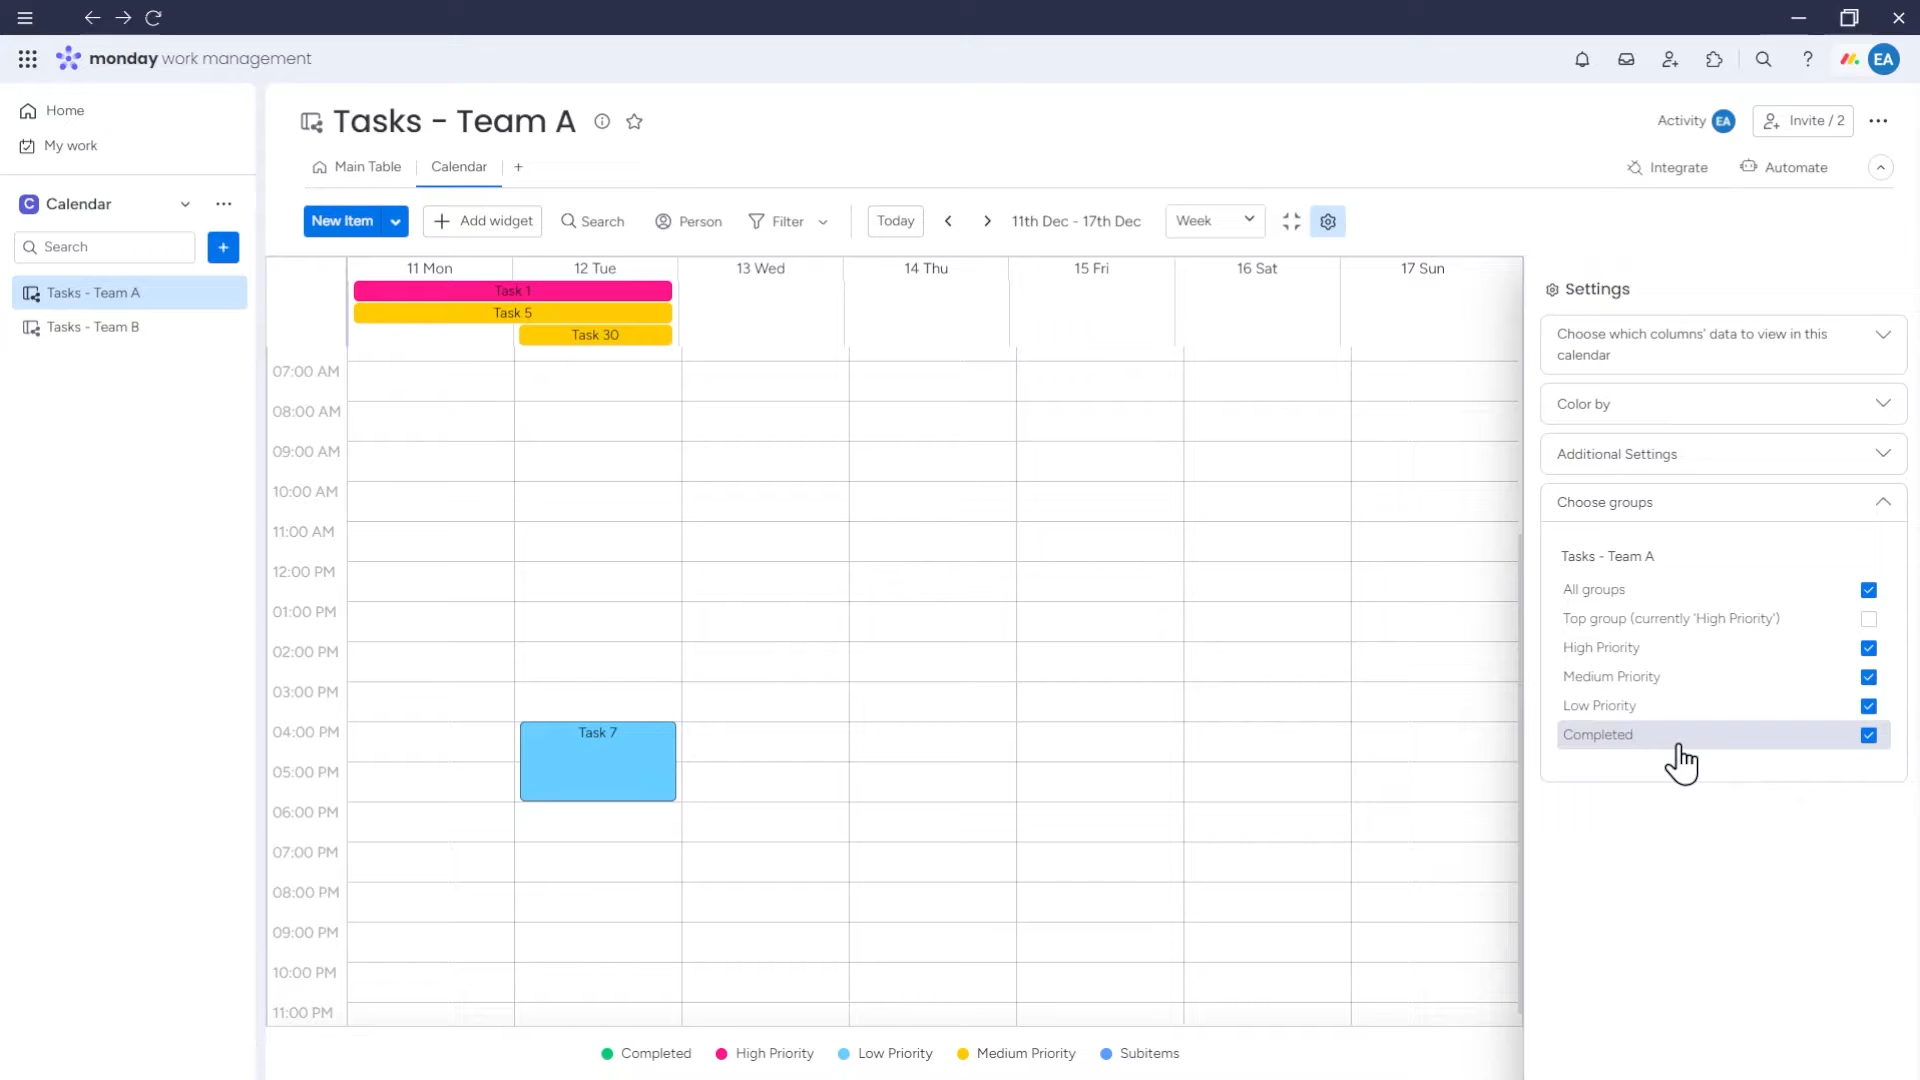 monday work management
EA
Home
My work
C Calendar
Search
+
Tasks - Team A
Tasks - Team B
Tasks - Team A
Activity EA
Invite / 2
Main Table
Calendar
+
Integrate
Automate
New Item
Add widget
Search
Person
Filter
Today
11th Dec - 17th Dec
Week
11 Mon
12 Tue
13 Wed
14 Thu
15 Fri
16 Sat
17 Sun
Task 1
Task 5
Task 30
07:00 AM
08:00 AM
09:00 AM
10:00 AM
11:00 AM
12:00 PM
01:00 PM
02:00 PM
03:00 PM
04:00 PM
05:00 PM
06:00 PM
07:00 PM
08:00 PM
09:00 PM
10:00 PM
11:00 PM
Task 7
Completed
High Priority
Low Priority
Medium Priority
Subitems
Settings
Choose which columns' data to view in this
calendar
Color by
Additional Settings
Choose groups
Tasks - Team A
All groups
Top group (currently 'High Priority')
High Priority
Medium Priority
Low Priority
Completed